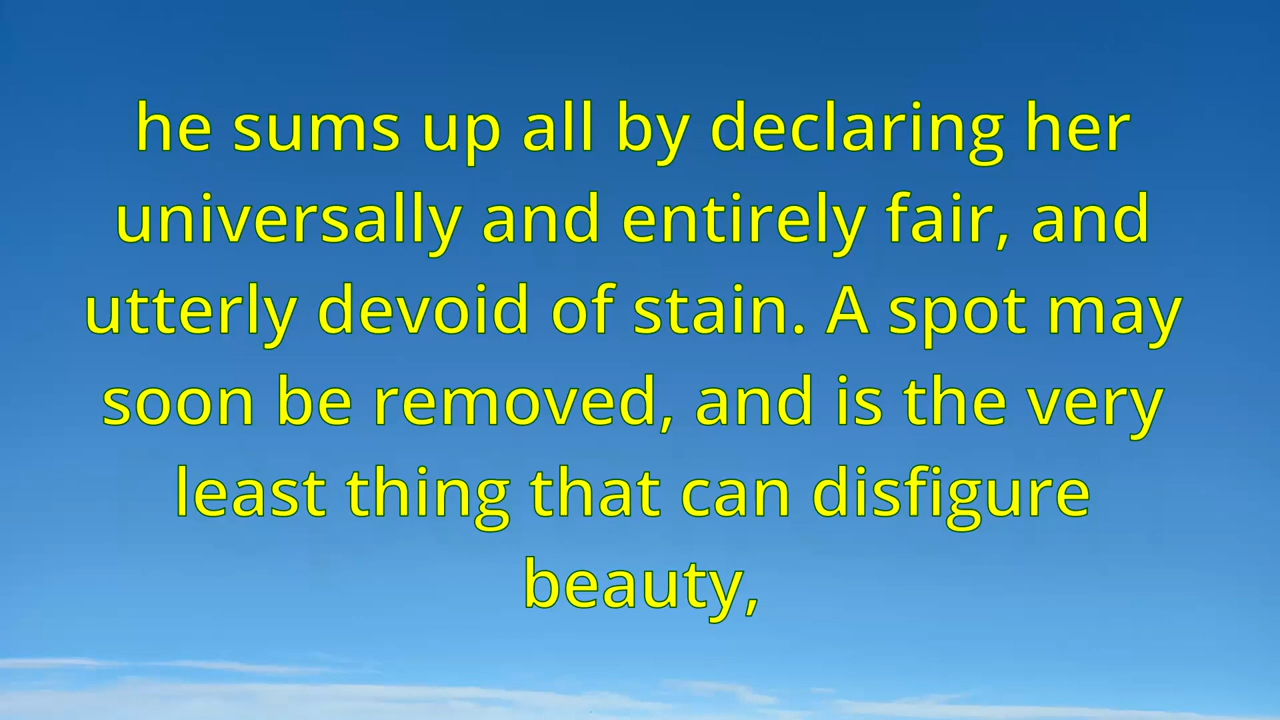 he sums up all by declaring her
universally and entirely fair, and
utterly devoid of stain. A spot may
soon be removed, and is the very
least thing that can disfigure
beauty,